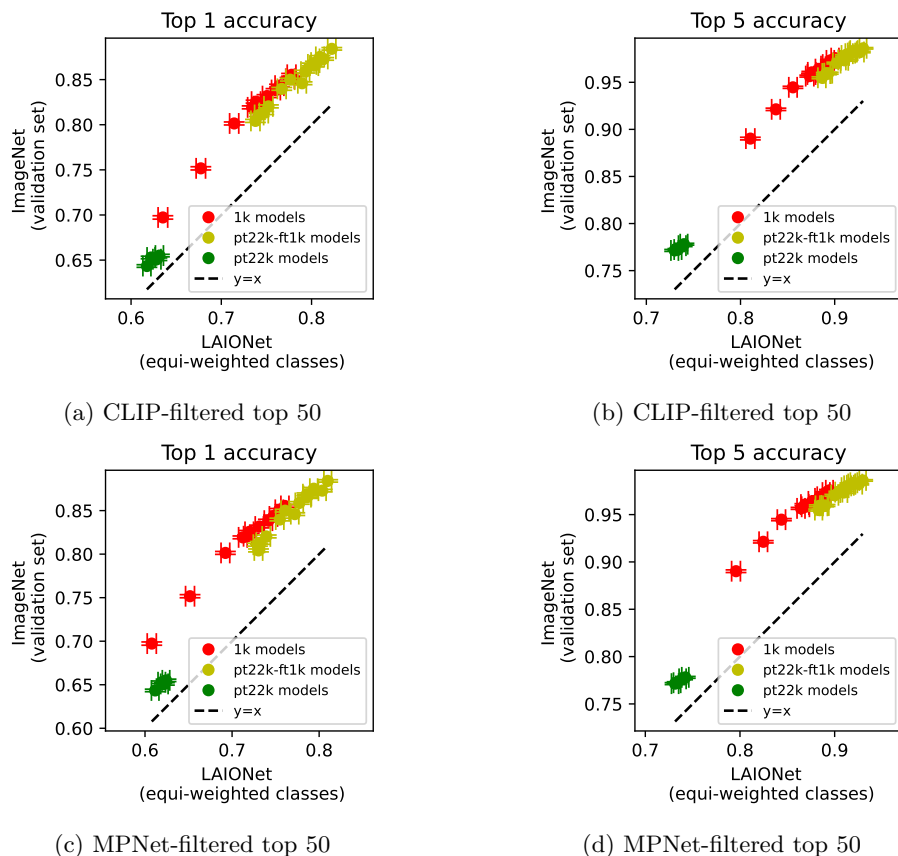 Top 1 accuracy
0.85
0.80
0.75
0.70
0.65
ImageNet
(validation set)
1k models
pt22k-ft1k models
pt22k models
y=x
0.6
0.7
0.8
LAIONet
(equi-weighted classes)
(a) CLIP-filtered top 50
Top 5 accuracy
0.95
0.90
0.85
0.80
0.75
ImageNet
(validation set)
1k models
pt22k-ft1k models
pt22k models
y=x
0.7
0.8
0.9
LAIONet
(equi-weighted classes)
(b) CLIP-filtered top 50
Top 1 accuracy
0.85
0.80
0.75
0.70
0.65
0.60
ImageNet
(validation set)
1k models
pt22k-ft1k models
pt22k models
y=x
0.6
0.7
0.8
LAIONet
(equi-weighted classes)
(c) MPNet-filtered top 50
Top 5 accuracy
0.95
0.90
0.85
0.80
0.75
ImageNet
(validation set)
1k models
pt22k-ft1k models
pt22k models
y=x
0.7
0.8
0.9
LAIONet
(equi-weighted classes)
(d) MPNet-filtered top 50